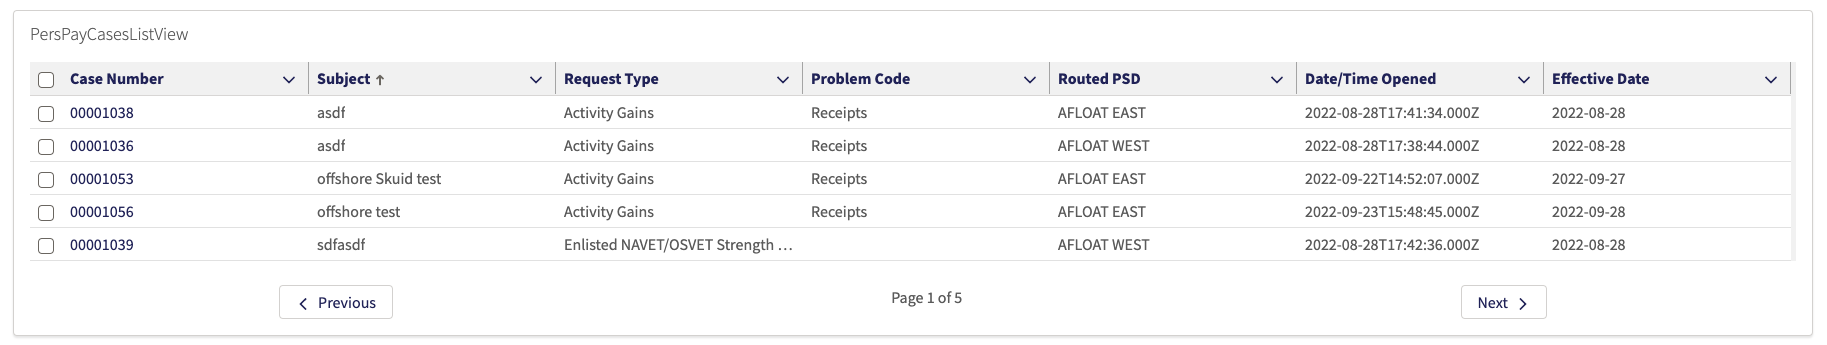 PersPayCasesListView
Case Number Subject ↑ Request Type Problem Code Routed PSD Date/Time Opened Effective Date
00001038 asdf Activity Gains Receipts AFLOAT EAST 2022-08-28T17:41:34.000Z 2022-08-28
00001036 asdf Activity Gains Receipts AFLOAT WEST 2022-08-28T17:38:44.000Z 2022-08-28
00001053 offshore Skuid test Activity Gains Receipts AFLOAT EAST 2022-09-22T14:52:07.000Z 2022-09-27
00001056 offshore test Activity Gains Receipts AFLOAT EAST 2022-09-23T15:48:45.000Z 2022-09-28
00001039 sdfasdf Enlisted NAVET/OSVET Strength ... AFLOAT WEST 2022-08-28T17:42:36.000Z 2022-08-28
Previous Page 1 of 5 Next